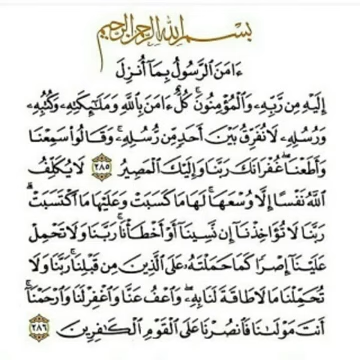 بسم الله الرحمن الرحيم
ءَامَنَ ٱلرَّسُولُ بِمَآ أُنزِلَ
إِلَيْهِ مِن رَّبِّهِۦ وَٱلْمُؤْمِنُونَۚ كُلٌّ ءَامَنَ بِٱللَّهِ وَمَلَٰٓئِكَتِهِۦ وَكُتُبِهِۦ
وَرُسُلِهِۦ لَا نُفَرِّقُ بَيْنَ أَحَدٍ مِّن رُّسُلِهِۦۚ وَقَالُوا۟ سَمِعْنَا
وَأَطَعْنَاۖ غُفْرَانَكَ رَبَّنَا وَإِلَيْكَ ٱلْمَصِيرُ ٢٨٥ لَا يُكَلِّفُ
ٱللَّهُ نَفْسًا إِلَّا وُسْعَهَاۚ لَهَا مَا كَسَبَتْ وَعَلَيْهَا مَا ٱكْتَسَبَتْۗ
رَبَّنَا لَا تُؤَاخِذْنَآ إِن نَّسِينَآ أَوْ أَخْطَأْنَاۚ رَبَّنَا وَلَا تَحْمِلْ
عَلَيْنَآ إِصْرًا كَمَا حَمَلْتَهُۥ عَلَى ٱلَّذِينَ مِن قَبْلِنَاۚ رَبَّنَا وَلَا
تُحَمِّلْنَا مَا لَا طَاقَةَ لَنَا بِهِۦۖ وَٱعْفُ عَنَّا وَٱغْفِرْ لَنَا وَٱرْحَمْنَآۚ
أَنتَ مَوْلَىٰنَا فَٱنصُرْنَا عَلَى ٱلْقَوْمِ ٱلْكَٰفِرِينَ ٢٨٦